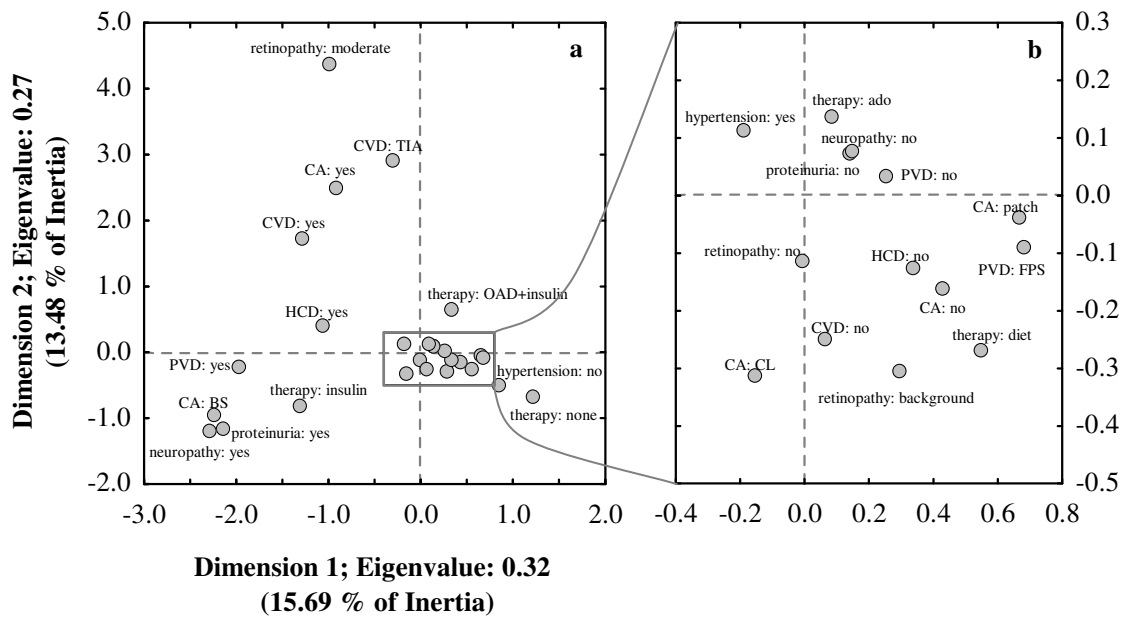 Dimension 2; Eigenvalue: 0.27
(13.48 % of Inertia)
5.0
4.0
3.0
2.0
1.0
0.0
-1.0
-2.0
a
retinopathy: moderate
CVD: TIA
CA: yes
CVD: yes
therapy: OAD+insulin
HCD: yes
PVD: yes
therapy: insulin
hypertension: no
CA: BS
therapy: none
proteinuria: yes
neuropathy: yes
-3.0 -2.0 -1.0 0.0 1.0 2.0
Dimension 1; Eigenvalue: 0.32
(15.69 % of Inertia)
b
therapy: ado
hypertension: yes
neuropathy: no
proteinuria: no
PVD: no
CA: patch
retinopathy: no
HCD: no
PVD: FPS
CA: no
CVD: no
therapy: diet
CA: CL
retinopathy: background
0.3
0.2
0.1
0.0
-0.1
-0.2
-0.3
-0.4
-0.5
-0.4 -0.2 0.0 0.2 0.4 0.6 0.8